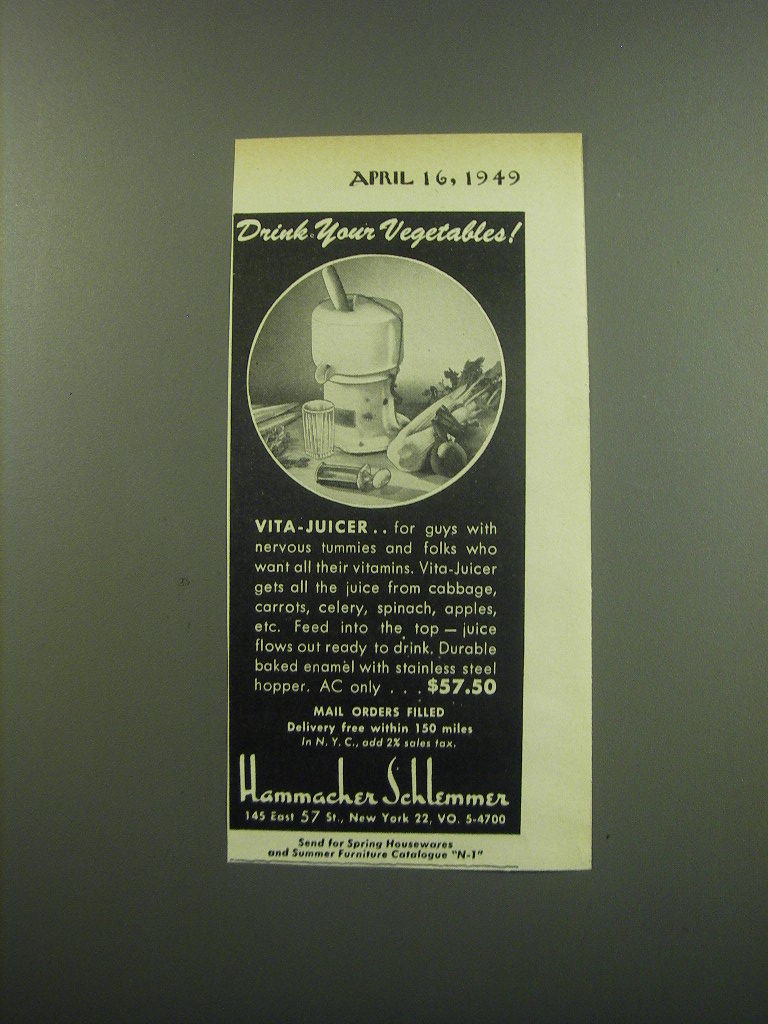 APRIL 16, 1949
Drink Your Vegetables!
VITA-JUICER . . for guys with
nervous tummies and folks who
want all their vitamins. Vita-Juicer
gets all the juice from cabbage,
carrots, celery, spinach, apples,
etc. Feed into the top — juice
flows out ready to drink. Durable
baked enamel with stainless steel
hopper. AC only . . . $57.50
MAIL ORDERS FILLED
Delivery free within 150 miles
In N. Y. C., add 2% sales tax.
Hammacher Schlemmer
145 East 57 St., New York 22, VO. 5-4700
Send for Spring Housewares
and Summer Furniture Catalogue "N-1"